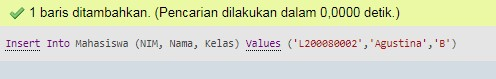 1 baris ditambahkan. (Pencarian dilakukan dalam 0,0000 detik.)
Insert Into Mahasiswa (NIM, Nama, Kelas) Values ('L200080002','Agustina','B')